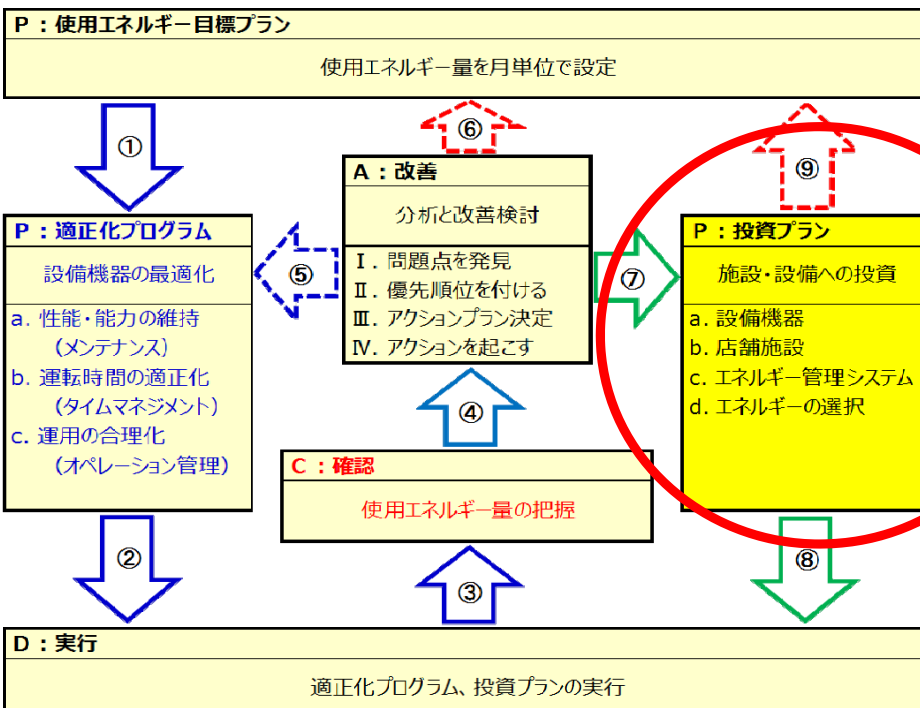 P：使用エネルギー目標プラン
使用エネルギー量を月単位で設定
①
⑥
⑨
A：改善
分析と改善検討
Ⅰ. 問題点を発見
Ⅱ. 優先順位を付ける
Ⅲ. アクションプラン決定
Ⅳ. アクションを起こす
P：適正化プログラム
設備機器の最適化
a. 性能・能力の維持
（メンテナンス）
b. 運転時間の適正化
（タイムマネジメント）
c. 運用の合理化
（オペレーション管理）
⑤
⑦
P：投資プラン
施設・設備への投資
a. 設備機器
b. 店舗施設
c. エネルギー管理システム
d. エネルギーの選択
④
C：確認
使用エネルギー量の把握
②
③
⑧
D：実行
適正化プログラム、投資プランの実行